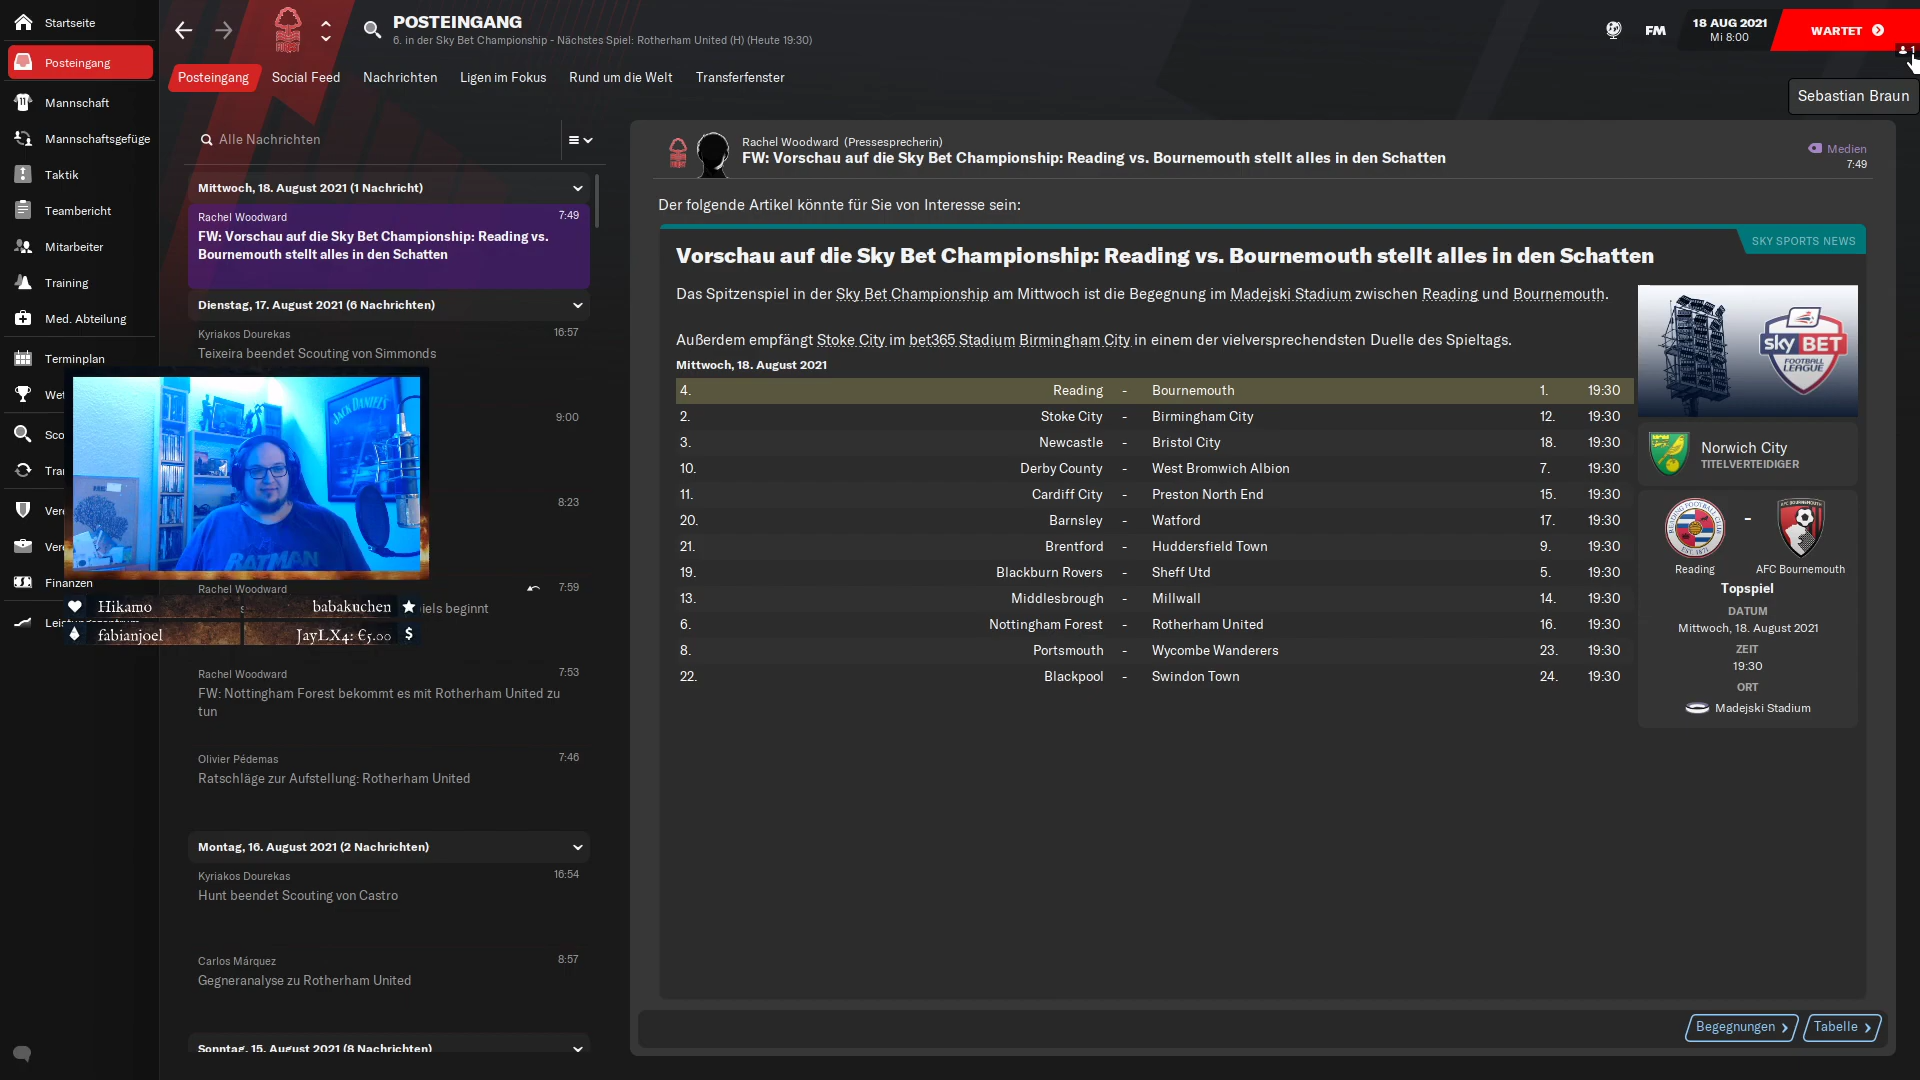 Startseite
Posteingang
Mannschaft
Mannschaftsgefüge
Taktik
Teambericht
Mitarbeiter
Training
Med. Abteilung
Terminplan
Wet
Sco
Tra
Vere
Ver
Finanzen
POSTEINGANG
6. in der Sky Bet Championship - Nächstes Spiel: Rotherham United (H) (Heute 19:30)
FM
18 AUG 2021
Mi 8:00
WARTET
1
Sebastian Braun
Posteingang
Social Feed
Nachrichten
Ligen im Fokus
Rund um die Welt
Transferfenster
Alle Nachrichten
Mittwoch, 18. August 2021 (1 Nachricht)
Rachel Woodward 7:49
FW: Vorschau auf die Sky Bet Championship: Reading vs.
Bournemouth stellt alles in den Schatten
Dienstag, 17. August 2021 (6 Nachrichten)
Kyriakos Dourekas 16:57
Teixeira beendet Scouting von Simmonds
9:00
8:23
JACK DANIEL'S
BATMAN
Rachel Woodward 7:59
iels beginnt
Hikamo
babakuchen
fabianjoel
JayLX4: €5.00
Rachel Woodward 7:53
FW: Nottingham Forest bekommt es mit Rotherham United zu
tun
Olivier Pédemas 7:46
Ratschläge zur Aufstellung: Rotherham United
Montag, 16. August 2021 (2 Nachrichten)
Kyriakos Dourekas 16:54
Hunt beendet Scouting von Castro
Carlos Márquez 8:57
Gegneranalyse zu Rotherham United
Sonntag, 15. August 2021 (8 Nachrichten)
Rachel Woodward (Pressesprecherin)
FW: Vorschau auf die Sky Bet Championship: Reading vs. Bournemouth stellt alles in den Schatten
Medien
7:49
Der folgende Artikel könnte für Sie von Interesse sein:
SKY SPORTS NEWS
Vorschau auf die Sky Bet Championship: Reading vs. Bournemouth stellt alles in den Schatten
Das Spitzenspiel in der Sky Bet Championship am Mittwoch ist die Begegnung im Madejski Stadium zwischen Reading und Bournemouth.
Außerdem empfängt Stoke City im bet365 Stadium Birmingham City in einem der vielversprechendsten Duelle des Spieltags.
Mittwoch, 18. August 2021
4. Reading - Bournemouth 1. 19:30
2. Stoke City - Birmingham City 12. 19:30
3. Newcastle - Bristol City 18. 19:30
10. Derby County - West Bromwich Albion 7. 19:30
11. Cardiff City - Preston North End 15. 19:30
20. Barnsley - Watford 17. 19:30
21. Brentford - Huddersfield Town 9. 19:30
19. Blackburn Rovers - Sheff Utd 5. 19:30
13. Middlesbrough - Millwall 14. 19:30
6. Nottingham Forest - Rotherham United 16. 19:30
8. Portsmouth - Wycombe Wanderers 23. 19:30
22. Blackpool - Swindon Town 24. 19:30
sky BET
FOOTBALL
LEAGUE
Norwich City
TITELVERTEIDIGER
-
Reading
AFC Bournemouth
Topspiel
DATUM
Mittwoch, 18. August 2021
ZEIT
19:30
ORT
Madejski Stadium
Begegnungen
Tabelle